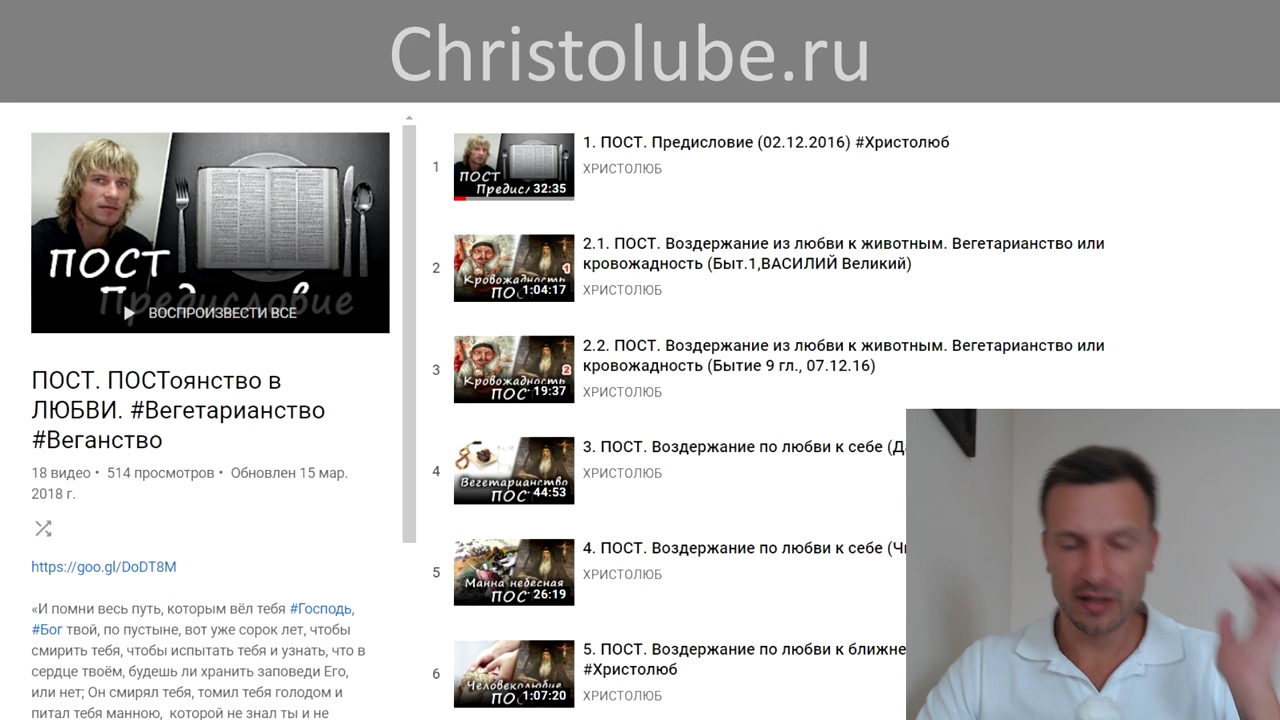 Christolube.ru
ПОСТ
Предисловие
ВОСПРОИЗВЕСТИ ВСЕ
ПОСТ. ПОСТоянство в
ЛЮБВИ. #Вегетарианство
#Веганство
18 видео • 514 просмотров • Обновлен 15 мар.
2018 г.
https://goo.gl/DoDT8M
«И помни весь путь, которым вёл тебя #Господь,
#Бог твой, по пустыне, вот уже сорок лет, чтобы
смирить тебя, чтобы испытать тебя и узнать, что в
сердце твоём, будешь ли хранить заповеди Его,
или нет; Он смирял тебя, томил тебя голодом и
питал тебя манною, которой не знал ты и не
1
ПОСТ
Предис
32:35
1. ПОСТ. Предисловие (02.12.2016) #Христолюб
ХРИСТОЛЮБ
2
1
Кровожадность
ПОС
1:04:17
2.1. ПОСТ. Воздержание из любви к животным. Вегетарианство или
кровожадность (Быт.1,ВАСИЛИЙ Великий)
ХРИСТОЛЮБ
3
2
Кровожадность
ПОС
19:37
2.2. ПОСТ. Воздержание из любви к животным. Вегетарианство или
кровожадность (Бытие 9 гл., 07.12.16)
ХРИСТОЛЮБ
4
Вегетарианство
ПОС
44:53
3. ПОСТ. Воздержание по любви к себе (Д
ХРИСТОЛЮБ
5
Манна небесная
ПОС
26:19
4. ПОСТ. Воздержание по любви к себе (Чи
ХРИСТОЛЮБ
6
Человеколюбие
ПО
1:07:20
5. ПОСТ. Воздержание по любви к ближне
#Христолюб
ХРИСТОЛЮБ